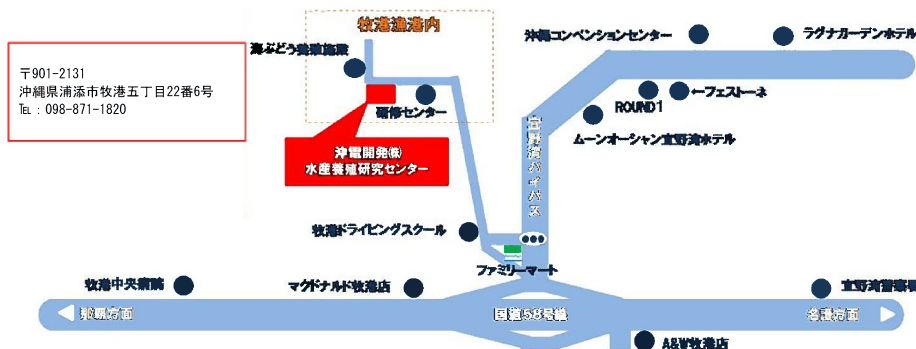 牧港漁港内
海ぶどう養殖施設
研修センター
沖縄コンベンションセンター
ラグナガーデンホテル
〒901-2131
沖縄県浦添市牧港五丁目22番6号
℡：098-871-1820
ROUND1
←フェストーネ
ムーンオーシャン宜野湾ホテル
沖電開発㈱
水産養殖研究センター
宜野湾バイパス
牧港ドライビングスクール
ファミリーマート
牧港中央病院
マクドナルド牧港店
宜野湾警察署
那覇方面
国道58号線
名護方面
A&W牧港店